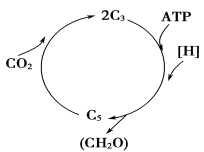 2C₃
ATP
[H]
CO₂
C₅
(CH₂O)